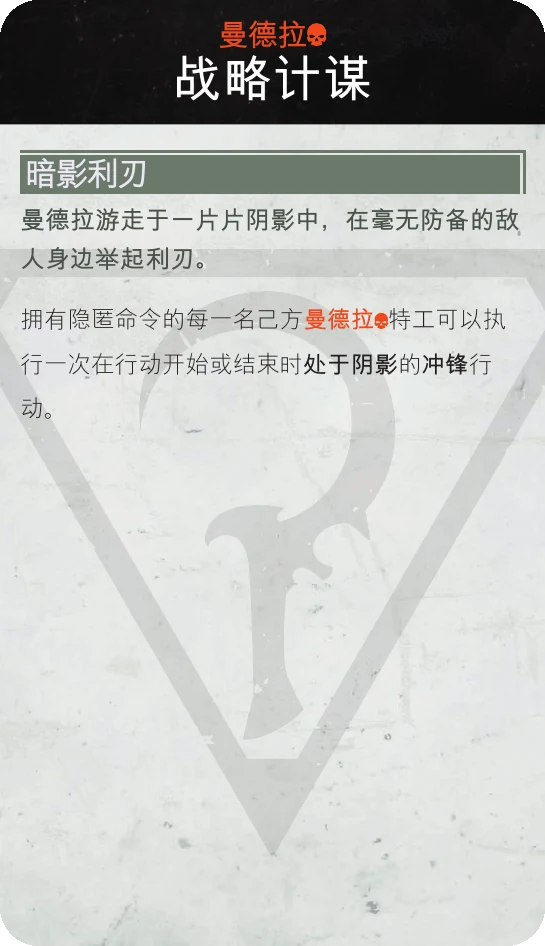 曼德拉
战略计谋
暗影利刃
曼德拉游走于一片片阴影中，在毫无防备的敌
人身边举起利刃。
拥有隐匿命令的每一名己方曼德拉特工可以执
行一次在行动开始或结束时处于阴影的冲锋行
动。